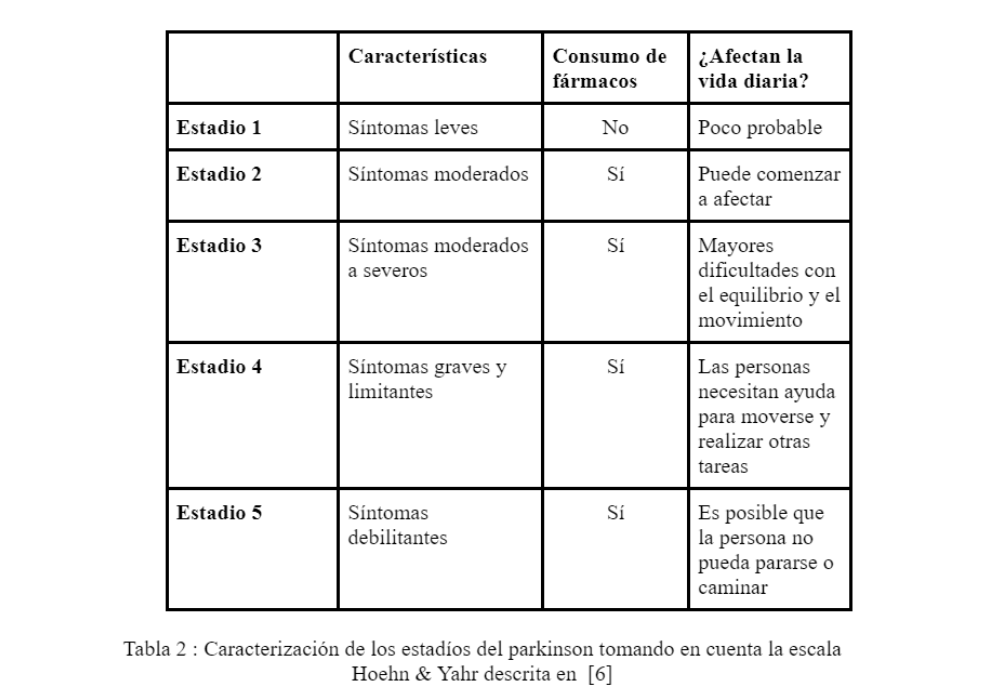 Características Consumo de ¿Afectan la
fármacos vida diaria?
Estadio 1 Síntomas leves No Poco probable
Estadio 2 Síntomas moderados Sí Puede comenzar
a afectar
Estadio 3 Síntomas moderados Sí Mayores
a severos dificultades con
el equilibrio y el
movimiento
Estadio 4 Síntomas graves y Sí Las personas
limitantes necesitan ayuda
para moverse y
realizar otras
tareas
Estadio 5 Síntomas Sí Es posible que
debilitantes la persona no
pueda pararse o
caminar
Tabla 2 : Caracterización de los estadíos del parkinson tomando en cuenta la escala
Hoehn & Yahr descrita en [6]